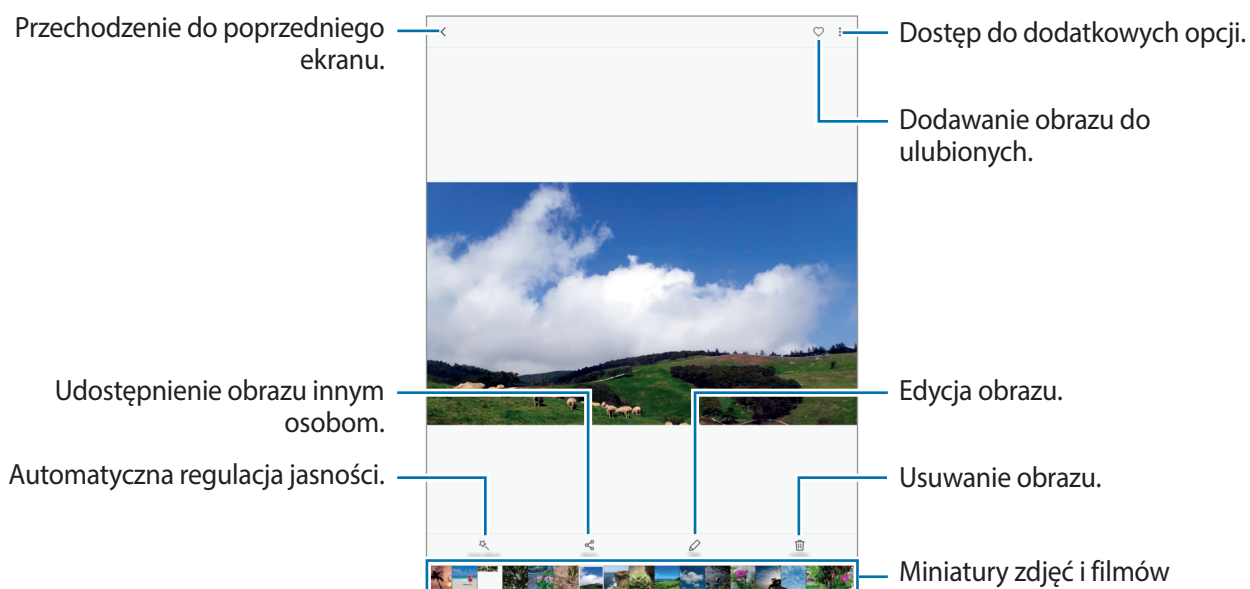 Przechodzenie do poprzedniego
ekranu.
Dostęp do dodatkowych opcji.
Dodawanie obrazu do
ulubionych.
Udostępnienie obrazu innym
osobom.
Edycja obrazu.
Automatyczna regulacja jasności.
Usuwanie obrazu.
Miniatury zdjęć i filmów